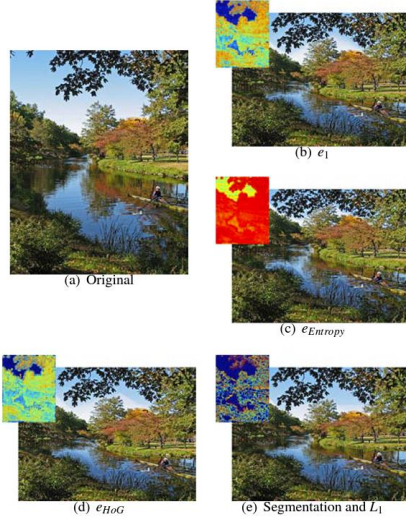 (a) Original
(b) e1
(c) eEntropy
(d) eHoG
(e) Segmentation and L1